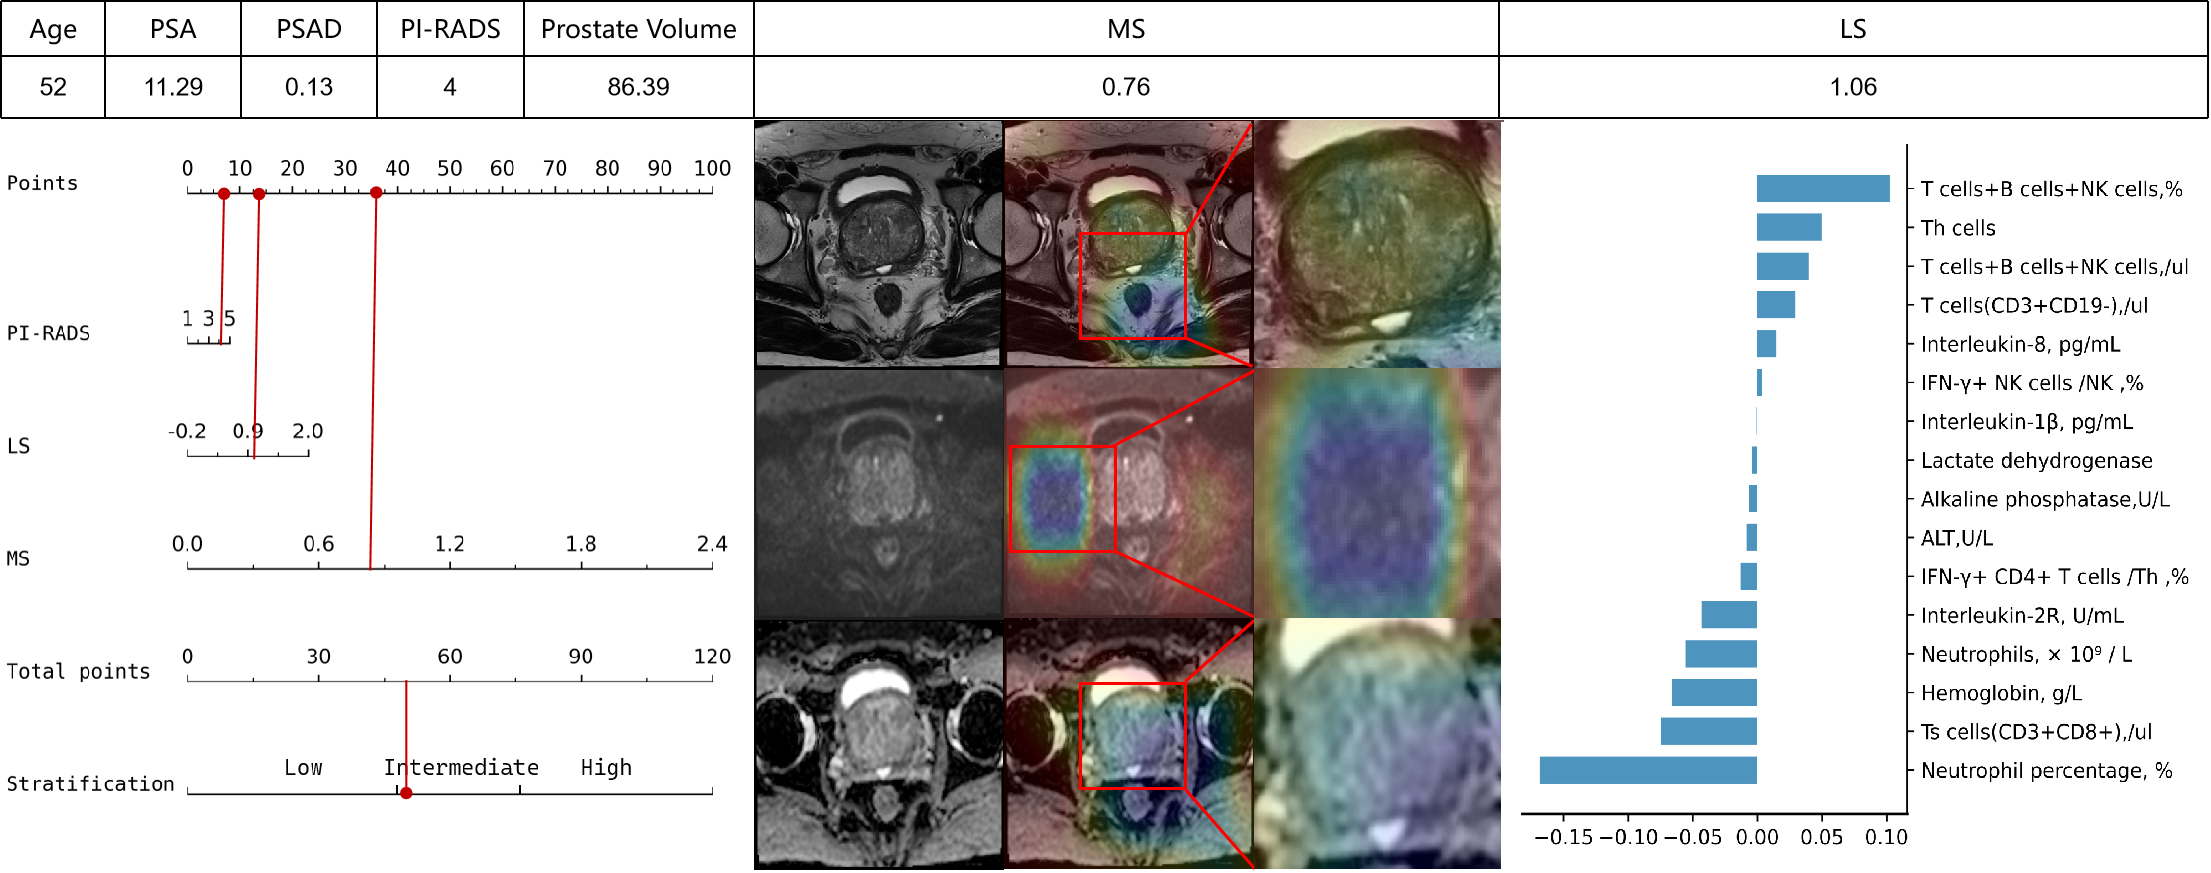 Age PSA PSAD PI-RADS Prostate Volume MS LS
52 11.29 0.13 4 86.39 0.76 1.06
0 10 20 30 40 50 60 70 80 90 100
Points
1 3 5
PI-RADS
-0.2 0.9 2.0
LS
0.0 0.6 1.2 1.8 2.4
MS
0 30 60 90 120
Total points
Low Intermediate High
Stratification
T cells+B cells+NK cells,%
Th cells
T cells+B cells+NK cells,/ul
T cells(CD3+CD19-),/ul
Interleukin-8, pg/mL
IFN-γ+ NK cells /NK ,%
Interleukin-1β, pg/mL
Lactate dehydrogenase
Alkaline phosphatase,U/L
ALT,U/L
IFN-γ+ CD4+ T cells /Th ,%
Interleukin-2R, U/mL
Neutrophils, × 10⁹ / L
Hemoglobin, g/L
Ts cells(CD3+CD8+),/ul
Neutrophil percentage, %
−0.15 −0.10 −0.05 0.00 0.05 0.10